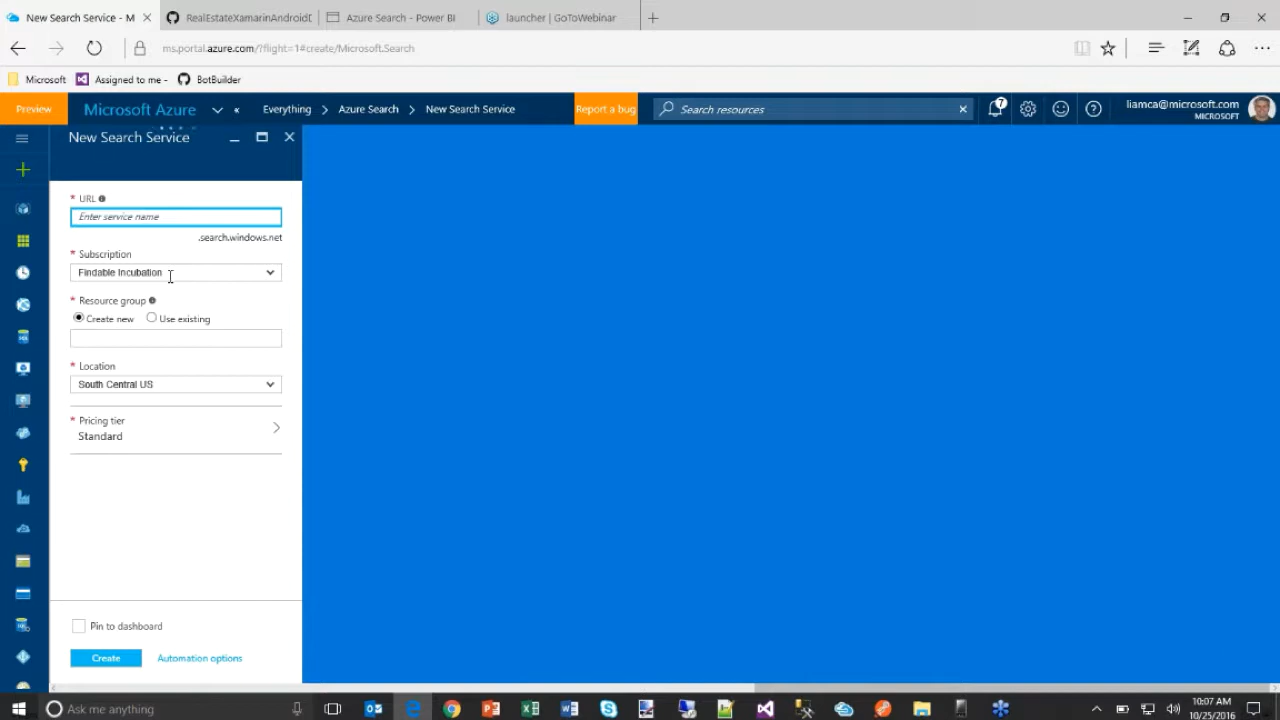 New Search Service - M
RealEstateXamarinAndroidD
Azure Search - Power BI
launcher | GoToWebinar
ms.portal.azure.com/?flight=1#create/Microsoft.Search
Microsoft
Assigned to me -
BotBuilder
Preview
Microsoft Azure
Everything
Azure Search
New Search Service
Report a bug
Search resources
7
liamca@microsoft.com
MICROSOFT
New Search Service
* URL
Enter service name
.search.windows.net
* Subscription
Findable Incubation
* Resource group
Create new
Use existing
* Location
South Central US
* Pricing tier
Standard
Pin to dashboard
Create
Automation options
Ask me anything
10:07 AM
10/25/2016